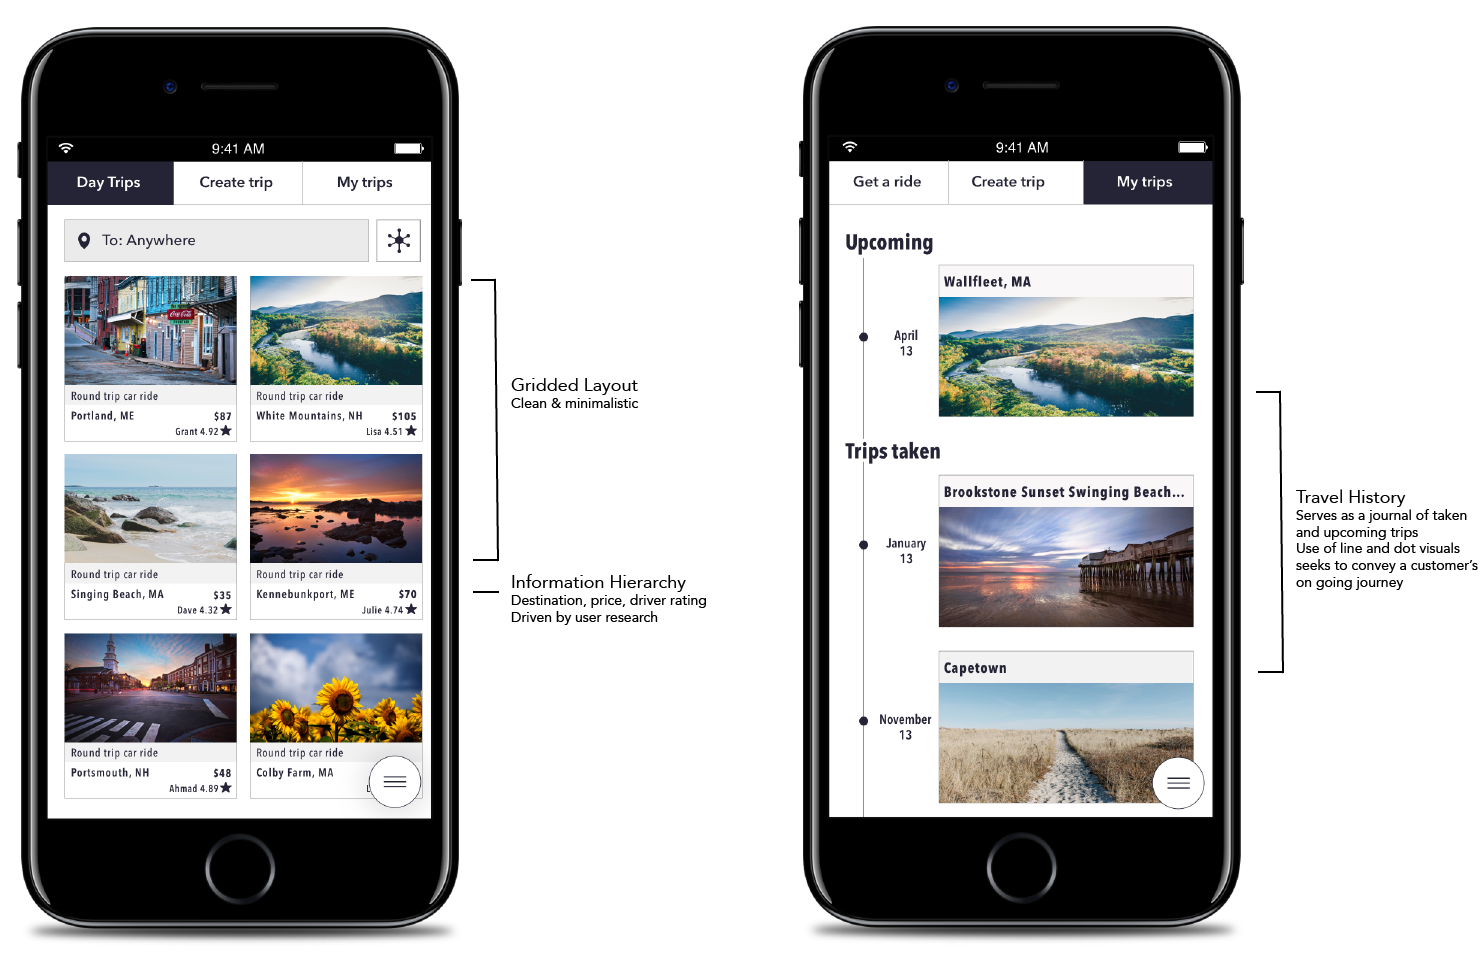 9:41 AM
Day Trips
Create trip
My trips
To: Anywhere
Coca-Cola
Round trip car ride
Portland, ME
$87
Grant 4.92
Round trip car ride
White Mountains, NH
$105
Lisa 4.51
Round trip car ride
Singing Beach, MA
$35
Dave 4.32
Round trip car ride
Kennebunkport, ME
$70
Julie 4.74
Round trip car ride
Portsmouth, NH
$48
Ahmad 4.89
Round trip car ride
Colby Farm, MA
Gridded Layout
Clean & minimalistic
Information Hierarchy
Destination, price, driver rating
Driven by user research
9:41 AM
Get a ride
Create trip
My trips
Upcoming
Wallfleet, MA
April
13
Trips taken
Brookstone Sunset Swinging Beach...
January
13
Capetown
November
13
Travel History
Serves as a journal of taken
and upcoming trips
Use of line and dot visuals
seeks to convey a customer's
on going journey